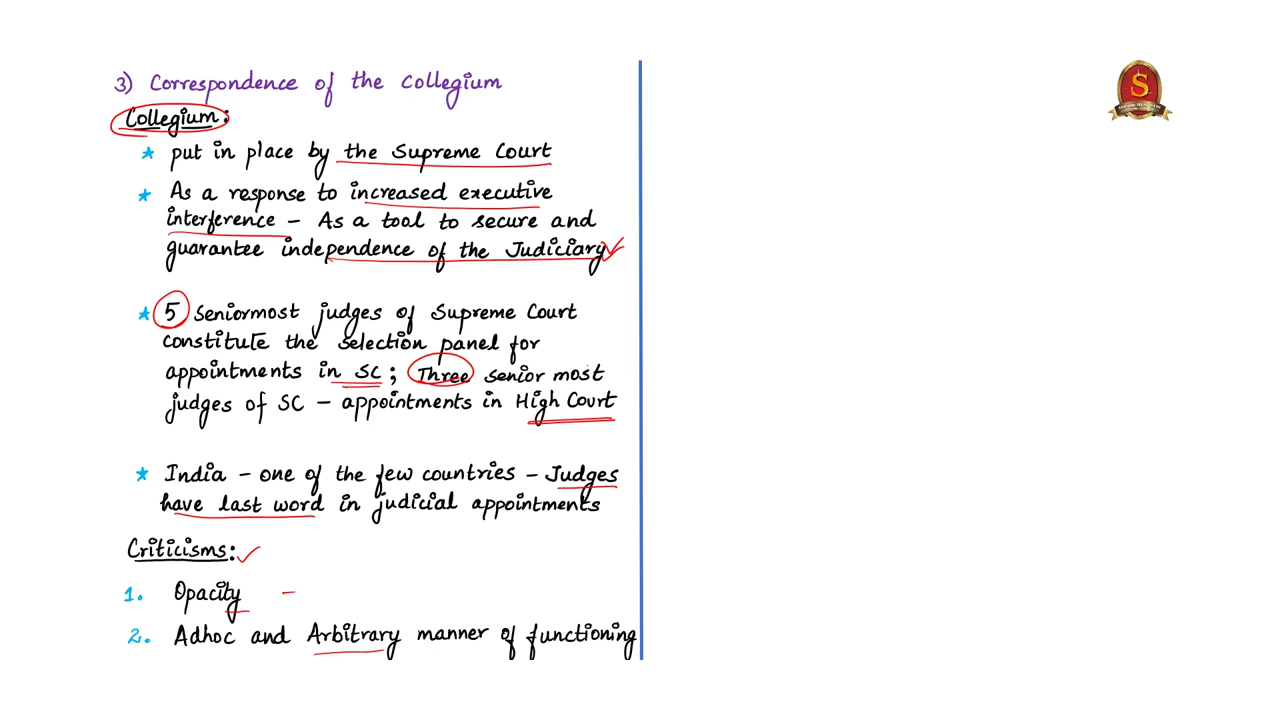 3) Correspondence of the Collegium
Collegium:
* put in place by the Supreme Court
* As a response to increased executive
interference - As a tool to secure and
guarantee independence of the Judiciary
* 5 Seniormost judges of Supreme Court
constitute the selection panel for
appointments in SC; Three senior most
judges of SC - appointments in High Court
* India - one of the few countries - Judges
have last word in judicial appointments
Criticisms:
1. Opacity -
2. Adhoc and Arbitrary manner of functioning
S